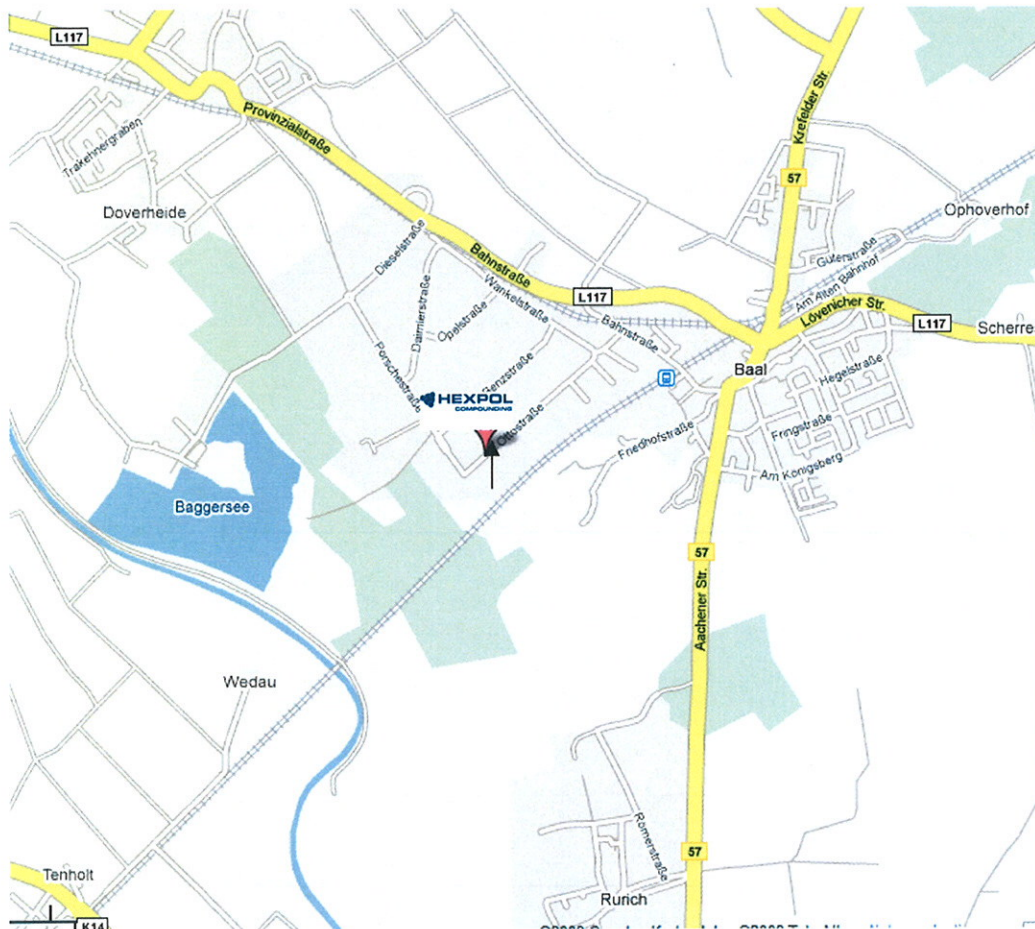 L117
Krefelder Str.
Provinzialstraße
Trakehnergraben
57
Doverheide
Ophoverhof
Dieselstraße
Güterstraße
Bahnstraße
Am Alten Bahnhof
Wankelstraße
L117
Lövenicher Str.
Daimlerstraße
Opelstraße
Bahnstraße
L117
Scherre
Porschestraße
Baal
Benzstraße
Hegelstraße
HEXPOL
COMPOUNDING
Ottostraße
Fringstraße
Friedhofstraße
Am Königsberg
Baggersee
57
Aachener Str.
Wedau
Römerstraße
57
Tenholt
Rurich
K14